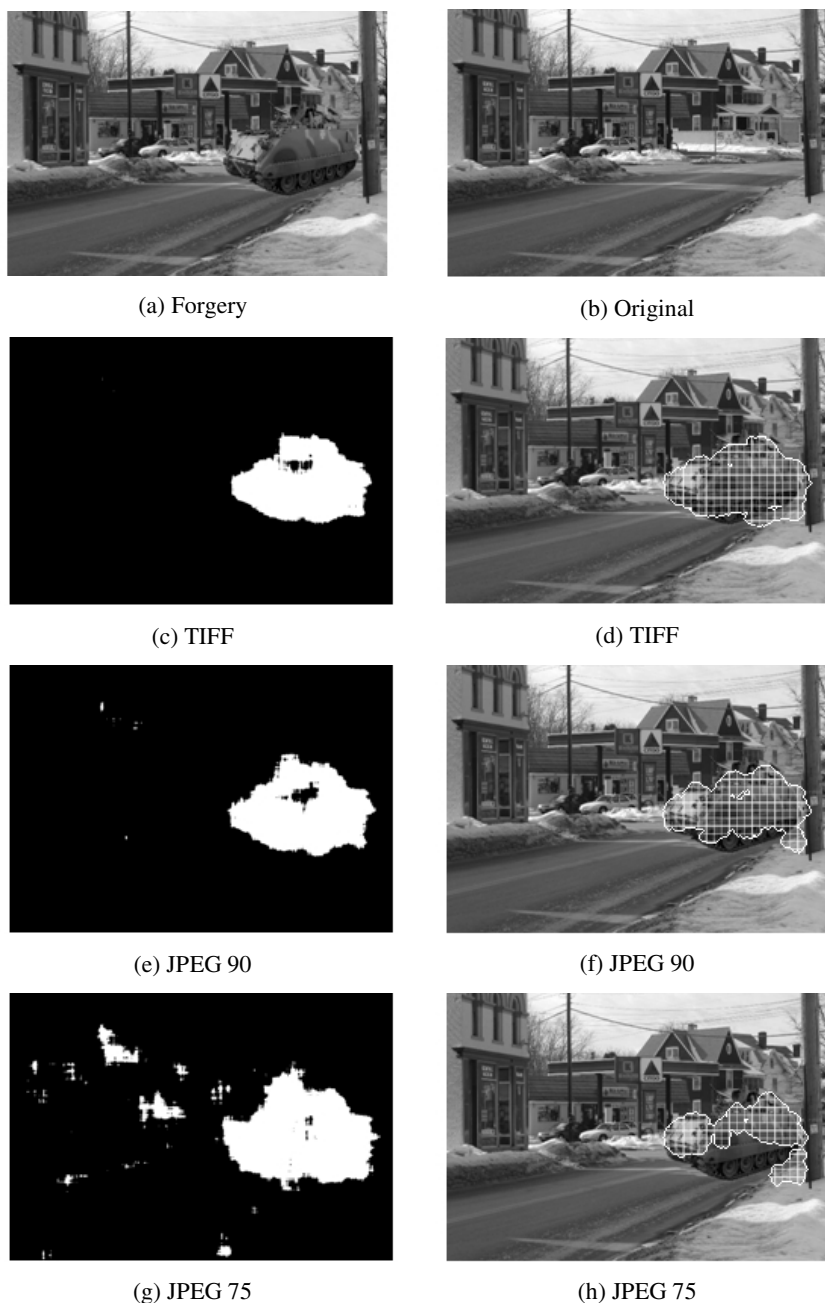 (a) Forgery
(b) Original
(c) TIFF
(d) TIFF
(e) JPEG 90
(f) JPEG 90
(g) JPEG 75
(h) JPEG 75